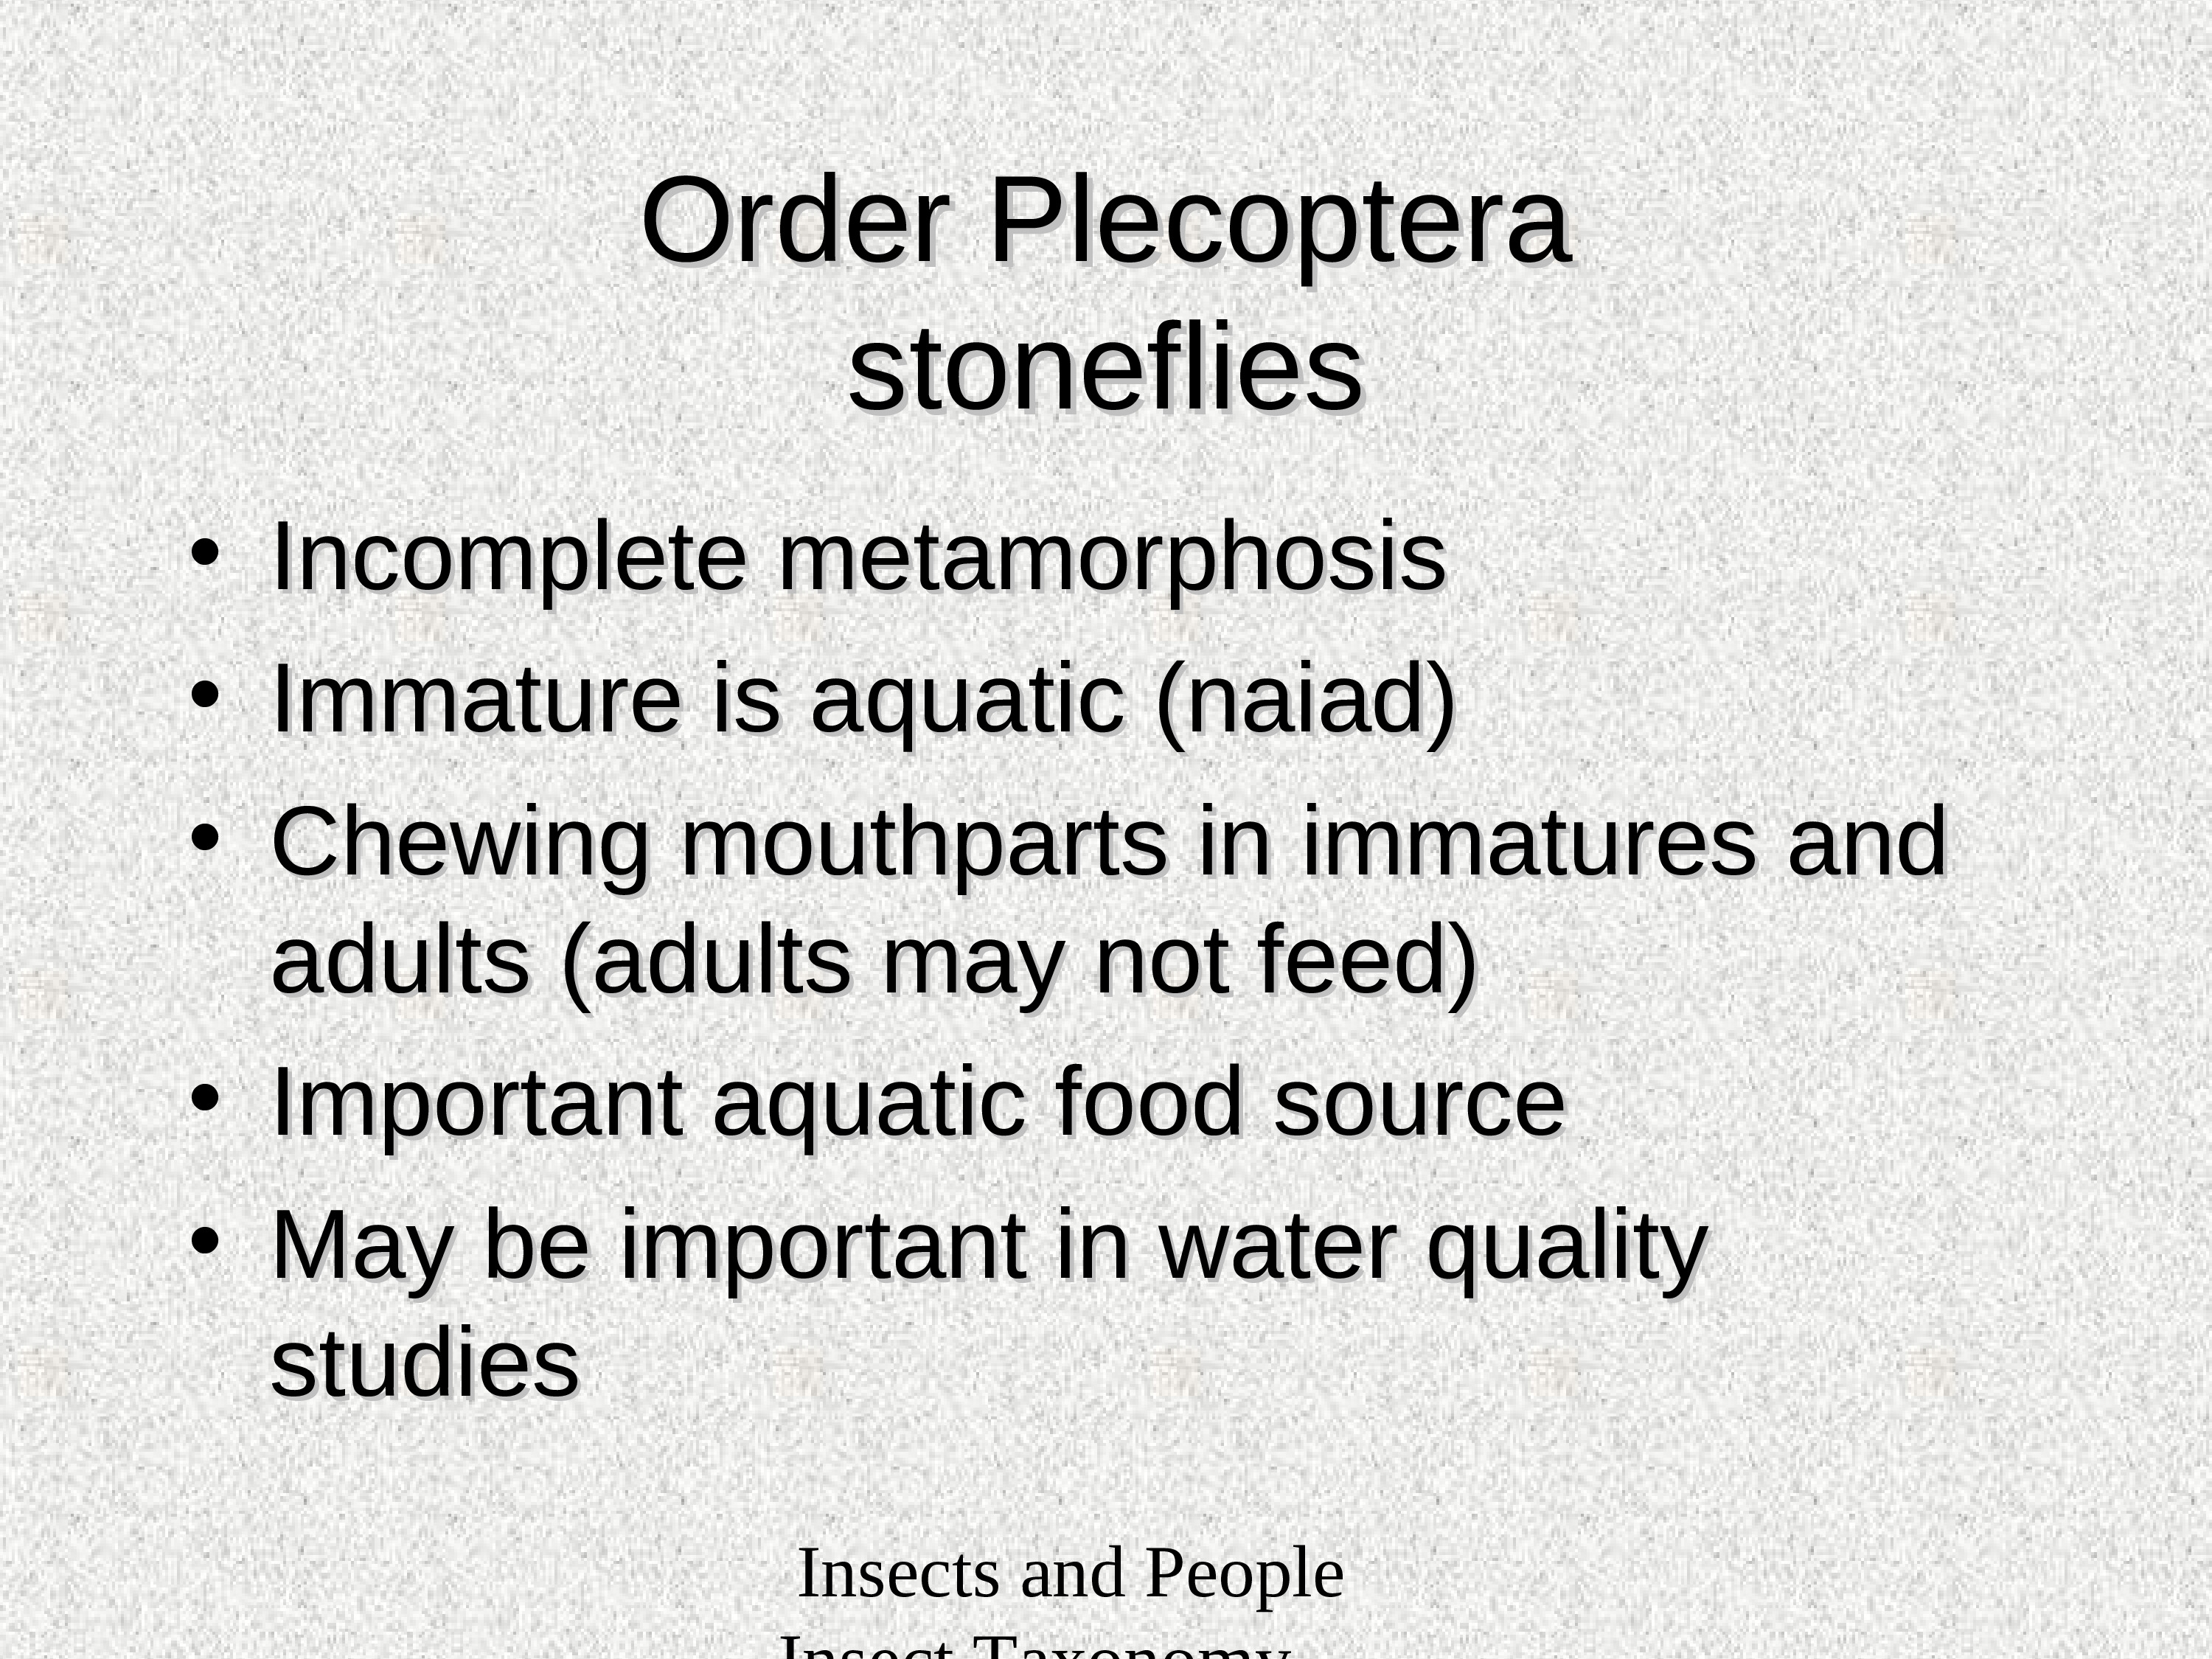 Order Plecoptera
stoneflies
• Incomplete metamorphosis
• Immature is aquatic (naiad)
• Chewing mouthparts in immatures and
adults (adults may not feed)
• Important aquatic food source
• May be important in water quality
studies
Insects and People
Insect Taxonomy